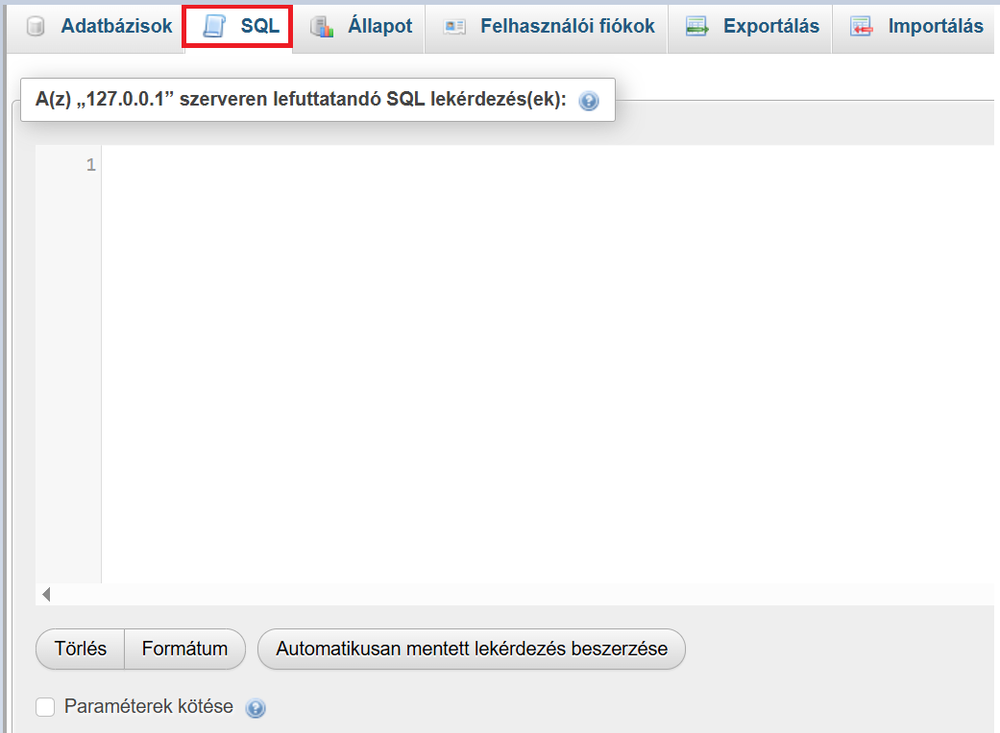 Adatbázisok SQL Állapot Felhasználói fiókok Exportálás Importálás
A(z) „127.0.0.1” szerveren lefuttatandó SQL lekérdezés(ek):
1
Törlés Formátum Automatikusan mentett lekérdezés beszerzése
Paraméterek kötése